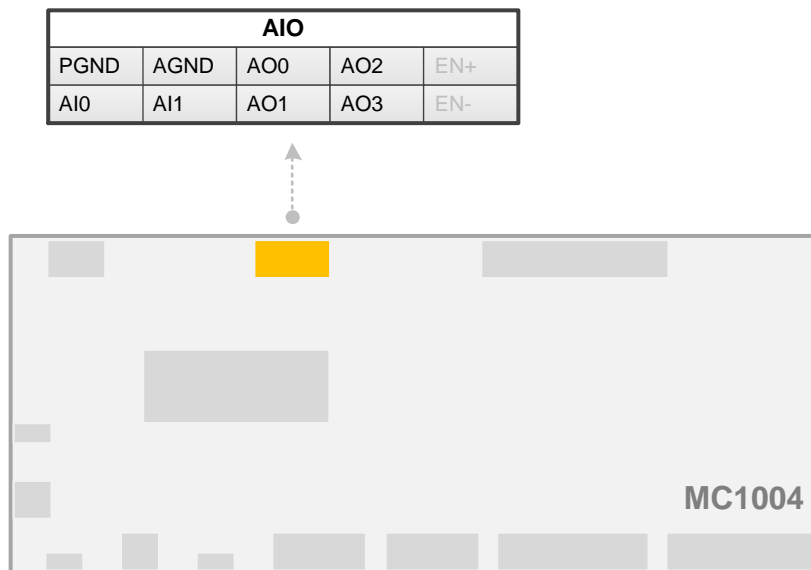 AIO
PGND AGND AO0 AO2 EN+
AI0 AI1 AO1 AO3 EN-
MC1004